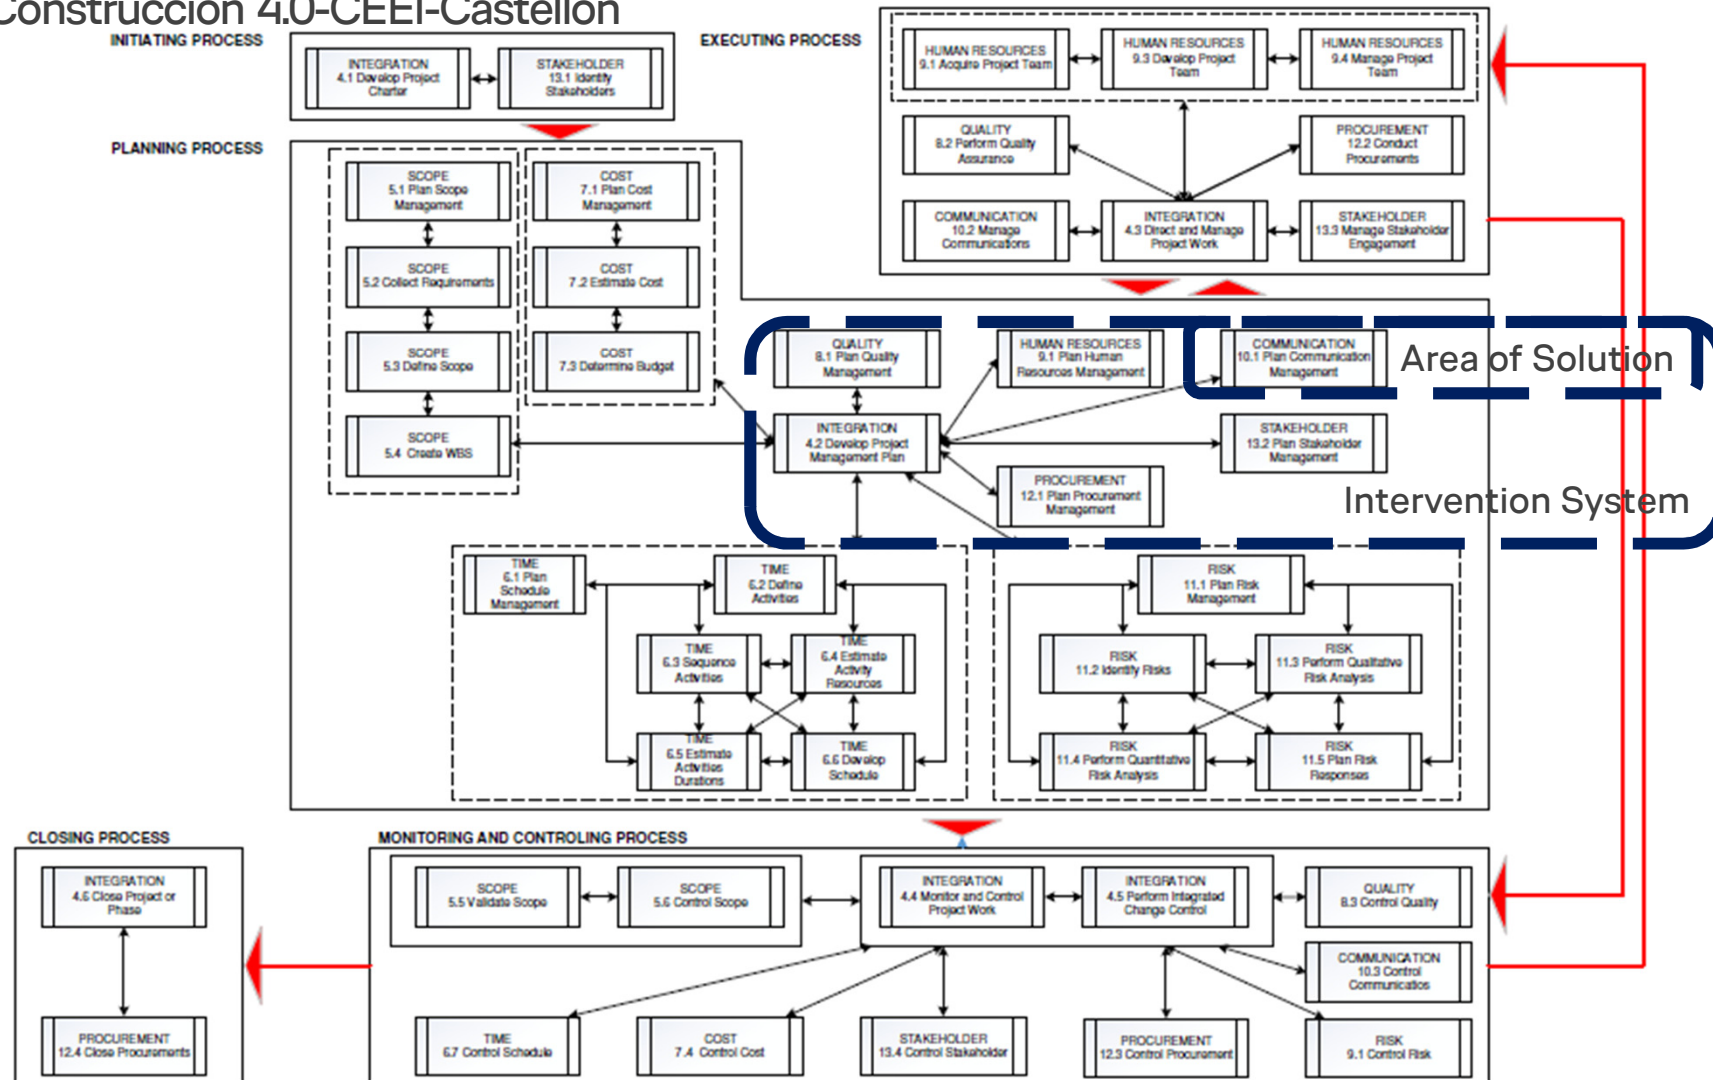 Construcción 4.0-CEEI-Castellón
INITIATING PROCESS
INTEGRATION
4.1 Develop Project
Charter
STAKEHOLDER
13.1 Identify
Stakeholders
EXECUTING PROCESS
HUMAN RESOURCES
9.1 Acquire Project Team
HUMAN RESOURCES
9.3 Develop Project
Team
HUMAN RESOURCES
9.4 Manage Project
Team
QUALITY
8.2 Perform Quality
Assurance
PROCUREMENT
12.2 Conduct
Procurements
COMMUNICATION
10.2 Manage
Communications
INTEGRATION
4.3 Direct and Manage
Project Work
STAKEHOLDER
13.3 Manage Stakeholder
Engagement
PLANNING PROCESS
SCOPE
5.1 Plan Scope
Management
COST
7.1 Plan Cost
Management
SCOPE
5.2 Collect Requirements
COST
7.2 Estimate Cost
SCOPE
5.3 Define Scope
COST
7.3 Determine Budget
SCOPE
5.4 Create WBS
QUALITY
8.1 Plan Quality
Management
HUMAN RESOURCES
9.1 Plan Human
Resources Management
COMMUNICATION
10.1 Plan Communication
Management
Area of Solution
INTEGRATION
4.2 Develop Project
Management Plan
STAKEHOLDER
13.2 Plan Stakeholder
Management
PROCUREMENT
12.1 Plan Procurement
Management
Intervention System
TIME
6.1 Plan
Schedule
Management
TIME
6.2 Define
Activities
TIME
6.3 Sequence
Activities
TIME
6.4 Estimate
Activity
Resources
TIME
6.5 Estimate
Activities
Durations
TIME
6.6 Develop
Schedule
RISK
11.1 Plan Risk
Management
RISK
11.2 Identify Risks
RISK
11.3 Perform Qualitative
Risk Analysis
RISK
11.4 Perform Quantitative
Risk Analysis
RISK
11.5 Plan Risk
Responses
CLOSING PROCESS
INTEGRATION
4.6 Close Project or
Phase
PROCUREMENT
12.4 Close Procurements
MONITORING AND CONTROLING PROCESS
SCOPE
5.5 Validate Scope
SCOPE
5.6 Control Scope
INTEGRATION
4.4 Monitor and Control
Project Work
INTEGRATION
4.5 Perform Integrated
Change Control
QUALITY
8.3 Control Quality
COMMUNICATION
10.3 Control
Communicatios
TIME
6.7 Control Schedule
COST
7.4 Control Cost
STAKEHOLDER
13.4 Control Stakeholder
PROCUREMENT
12.3 Control Procurement
RISK
9.1 Control Risk